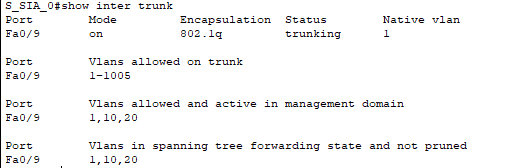 S_SIA_0#show inter trunk
Port        Mode         Encapsulation  Status        Native vlan
Fa0/9       on           802.1q         trunking      1

Port        Vlans allowed on trunk
Fa0/9       1-1005

Port        Vlans allowed and active in management domain
Fa0/9       1,10,20

Port        Vlans in spanning tree forwarding state and not pruned
Fa0/9       1,10,20